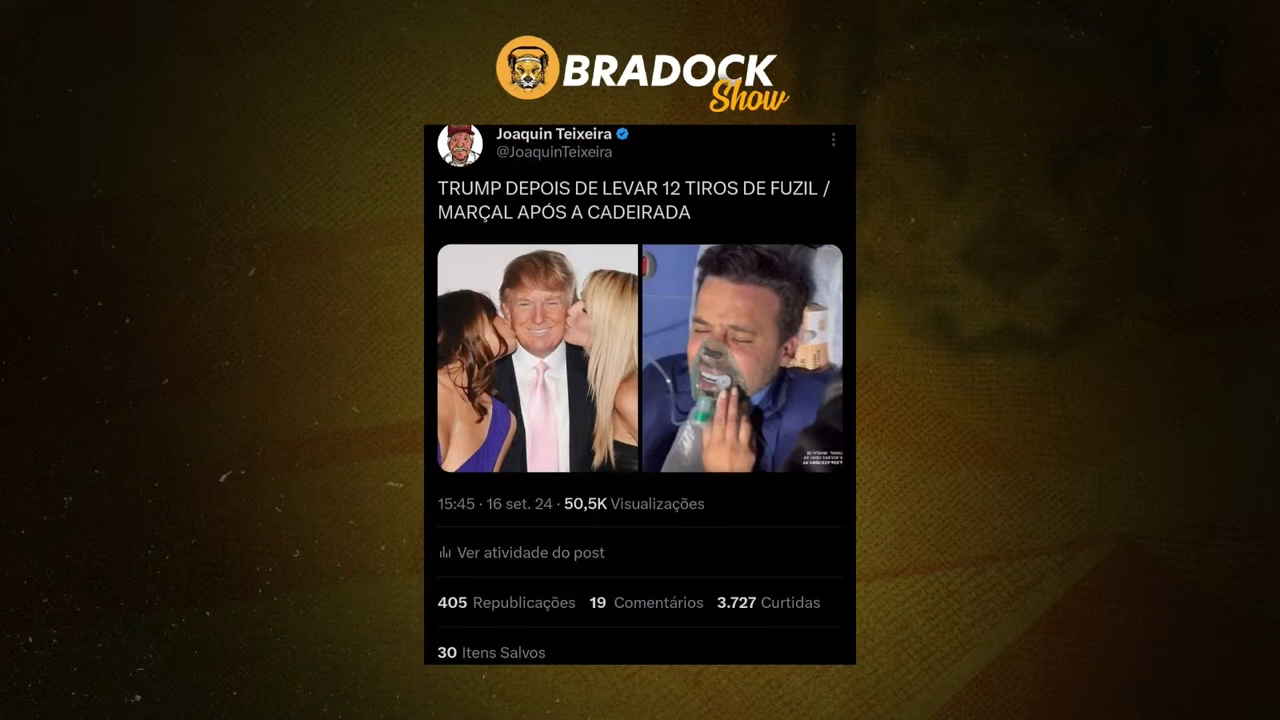 BRADOCK
Show
Joaquin Teixeira
@JoaquinTeixeira
TRUMP DEPOIS DE LEVAR 12 TIROS DE FUZIL /
MARÇAL APÓS A CADEIRADA
15:45 · 16 set. 24 · 50,5K Visualizações
Ver atividade do post
405 Republicações 19 Comentários 3.727 Curtidas
30 Itens Salvos